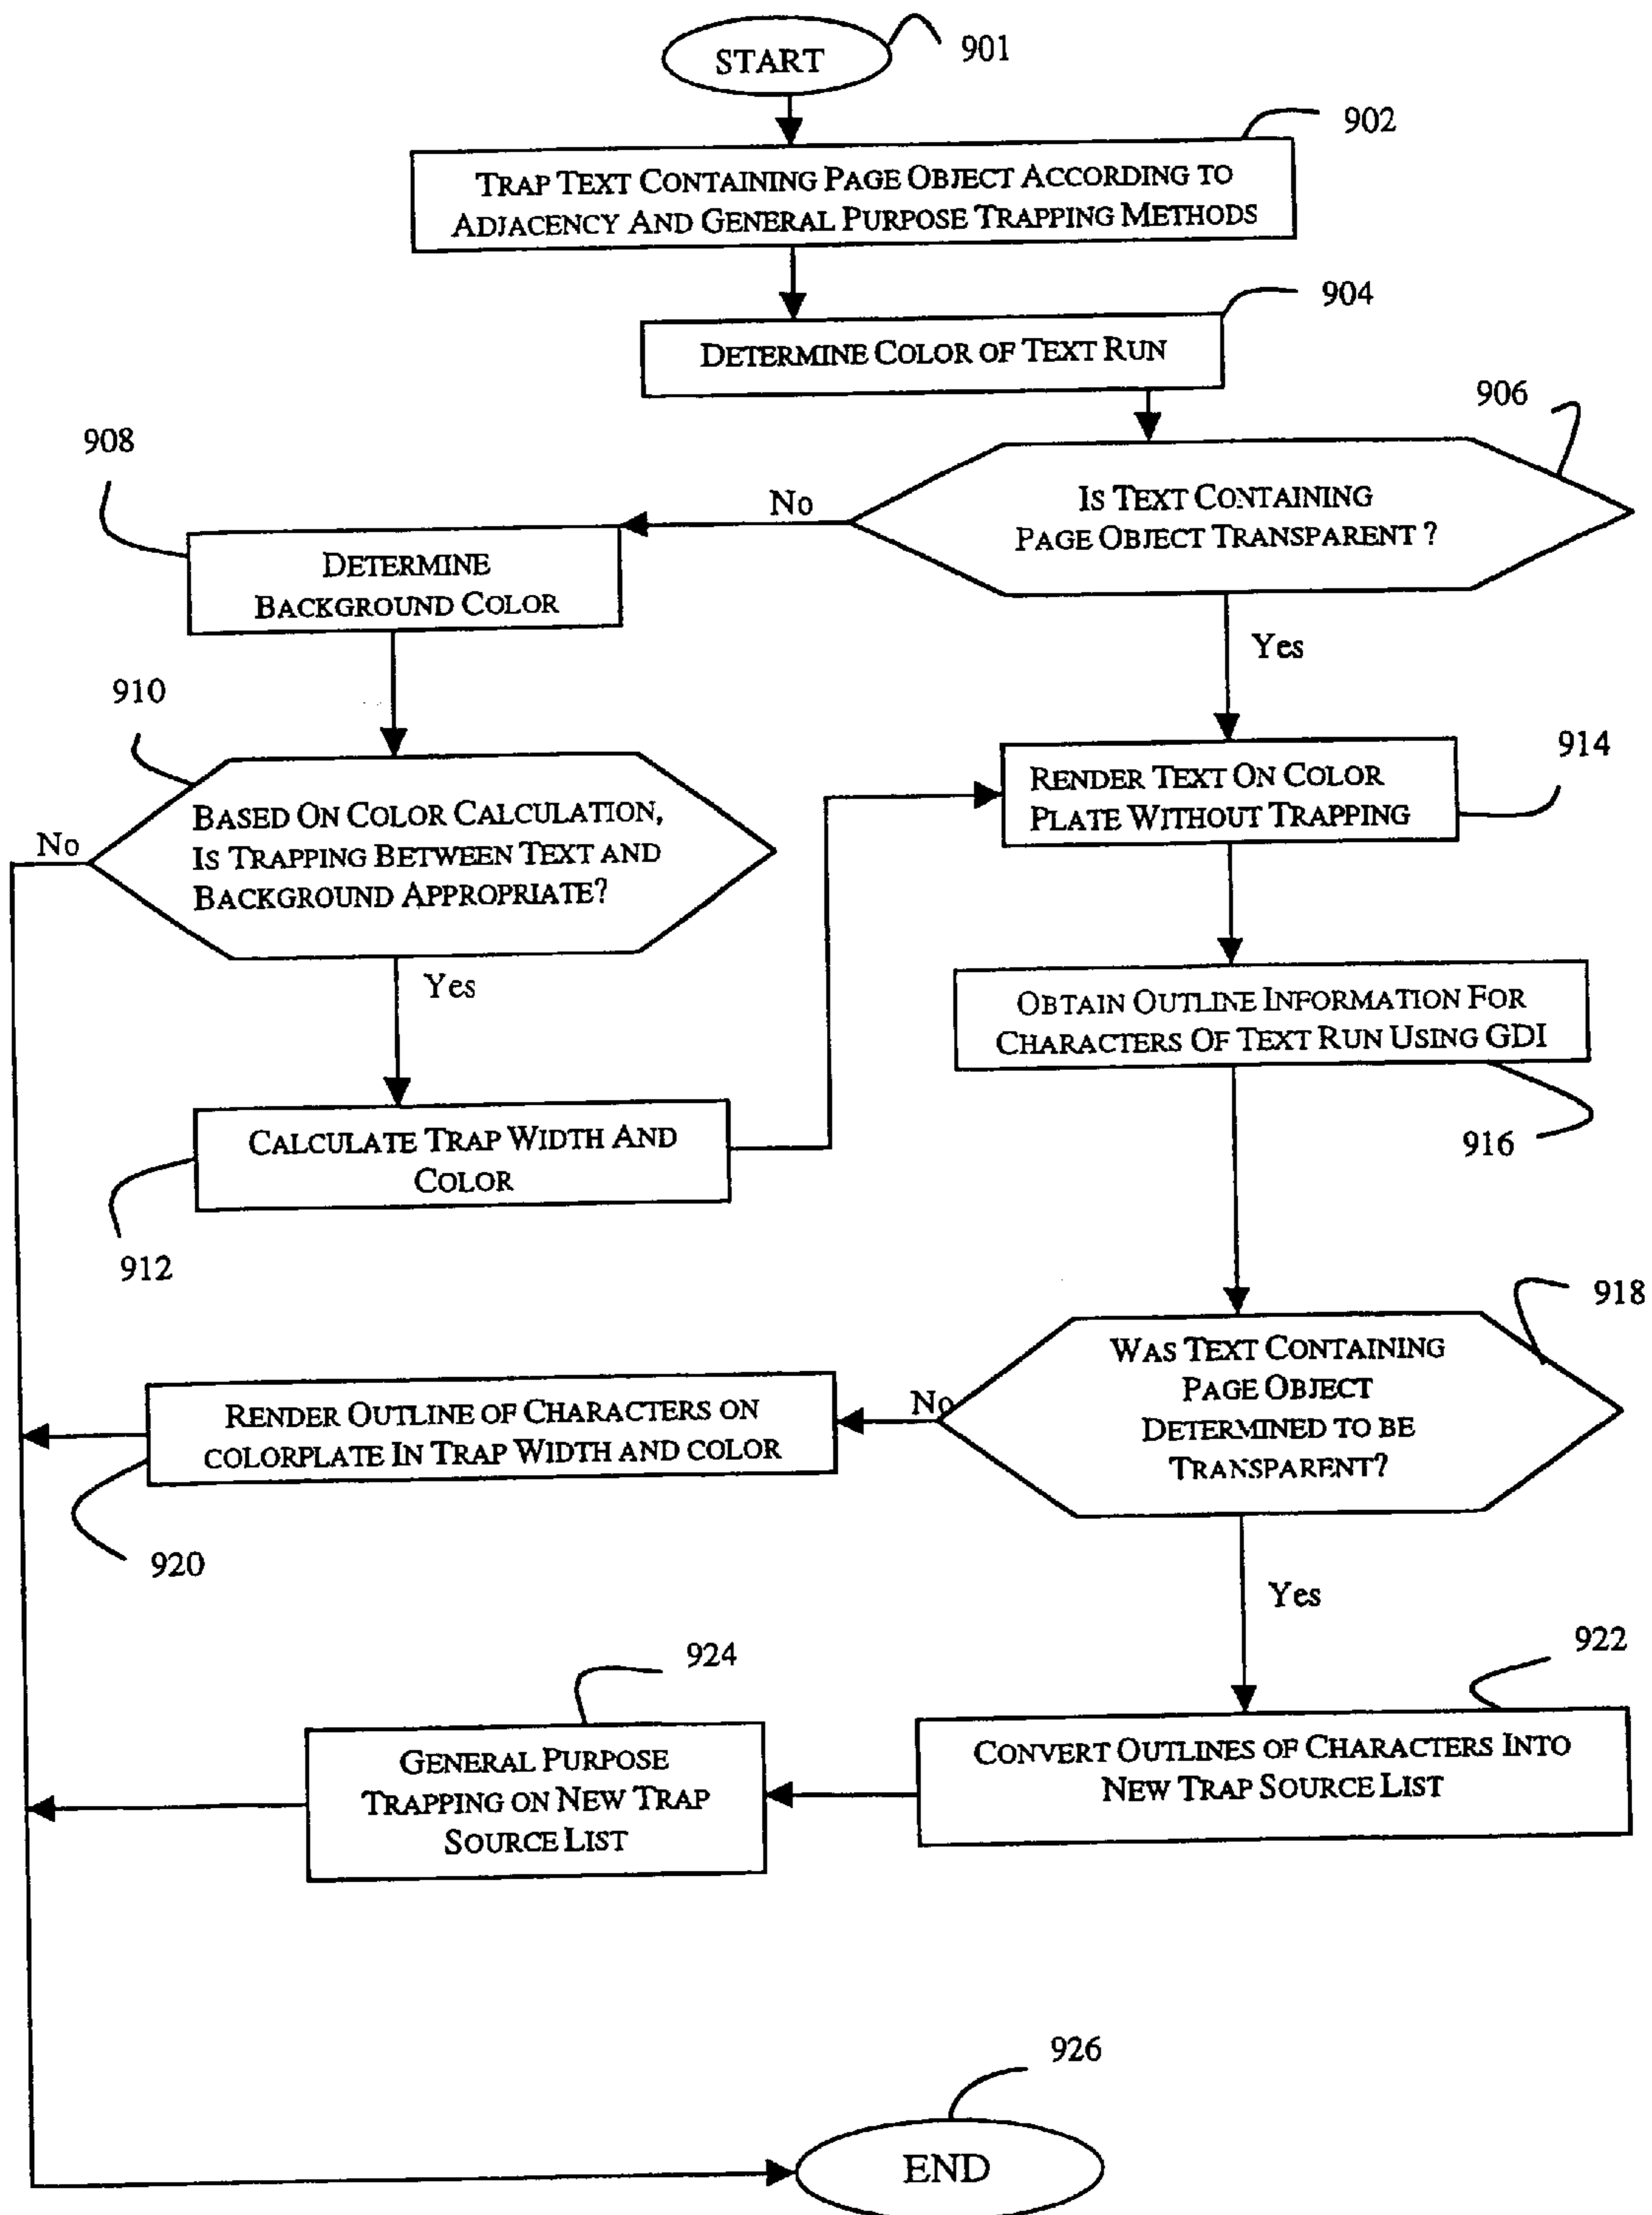 START
901
902
TRAP TEXT CONTAINING PAGE OBJECT ACCORDING TO
ADJACENCY AND GENERAL PURPOSE TRAPPING METHODS
904
DETERMINE COLOR OF TEXT RUN
906
IS TEXT CONTAINING
PAGE OBJECT TRANSPARENT ?
No
Yes
908
DETERMINE
BACKGROUND COLOR
910
BASED ON COLOR CALCULATION,
IS TRAPPING BETWEEN TEXT AND
BACKGROUND APPROPRIATE?
No
Yes
912
CALCULATE TRAP WIDTH AND
COLOR
914
RENDER TEXT ON COLOR
PLATE WITHOUT TRAPPING
OBTAIN OUTLINE INFORMATION FOR
CHARACTERS OF TEXT RUN USING GDI
916
918
WAS TEXT CONTAINING
PAGE OBJECT
DETERMINED TO BE
TRANSPARENT?
No
Yes
RENDER OUTLINE OF CHARACTERS ON
COLORPLATE IN TRAP WIDTH AND COLOR
920
922
CONVERT OUTLINES OF CHARACTERS INTO
NEW TRAP SOURCE LIST
924
GENERAL PURPOSE
TRAPPING ON NEW TRAP
SOURCE LIST
926
END